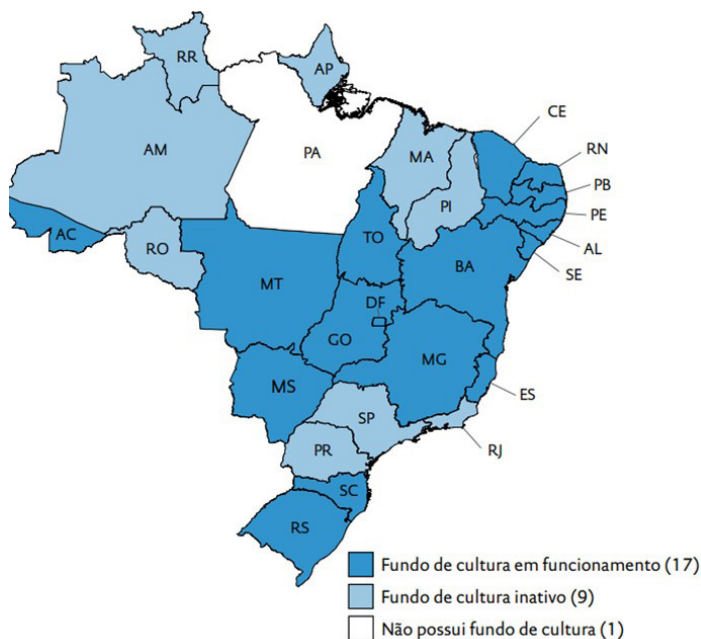 RR
AP
CE
AM
PA
MA
RN
PB
PI
PE
AC
TO
AL
RO
BA
SE
MT
DF
GO
MG
MS
ES
SP
RJ
PR
SC
RS
Fundo de cultura em funcionamento (17)
Fundo de cultura inativo (9)
Não possui fundo de cultura (1)